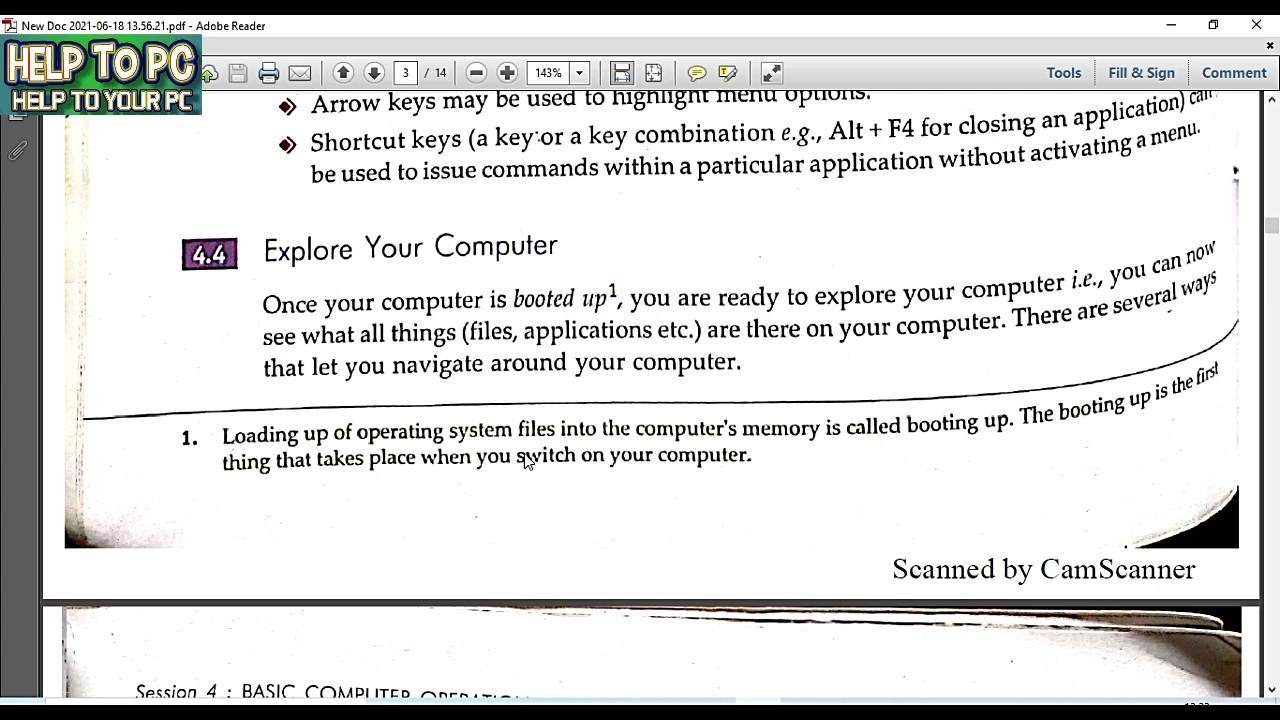 New Doc 2021-06-18 13.56.21.pdf - Adobe Reader
HELP TO PC
HELP TO YOUR PC
3 / 14
143%
Tools
Fill & Sign
Comment
Arrow keys may be used to highlight menu options.
Shortcut keys (a key or a key combination e.g., Alt + F4 for closing an application) can
be used to issue commands within a particular application without activating a menu.
4.4 Explore Your Computer
Once your computer is booted up1, you are ready to explore your computer i.e., you can now
see what all things (files, applications etc.) are there on your computer. There are several ways
that let you navigate around your computer.
1. Loading up of operating system files into the computer's memory is called booting up. The booting up is the first
thing that takes place when you switch on your computer.
Scanned by CamScanner
Session 4 : BASIC COMPUTER